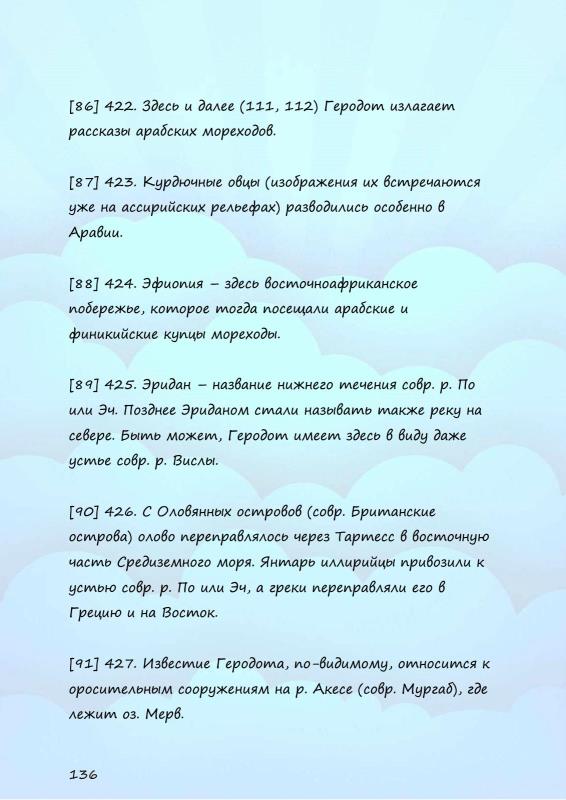 [86] 422. Здесь и далее (111, 112) Геродот излагает
рассказы арабских мореходов.
[87] 423. Курдючные овцы (изображения их встречаются
уже на ассирийских рельефах) разводились особенно в
Аравии.
[88] 424. Эфиопия – здесь восточноафриканское
побережье, которое тогда посещали арабские и
финикийские купцы мореходы.
[89] 425. Эридан – название нижнего течения совр. р. По
или Эч. Позднее Эриданом стали называть также реку на
севере. Быть может, Геродот имеет здесь в виду даже
устье совр. р. Вислы.
[90] 426. С Оловянных островов (совр. Британские
острова) олово переправлялось через Тартесс в восточную
часть Средиземного моря. Янтарь иллирийцы привозили к
устью совр. р. По или Эч, а греки переправляли его в
Грецию и на Восток.
[91] 427. Известие Геродота, по-видимому, относится к
оросительным сооружениям на р. Акесе (совр. Мургаб), где
лежит оз. Мерв.
136